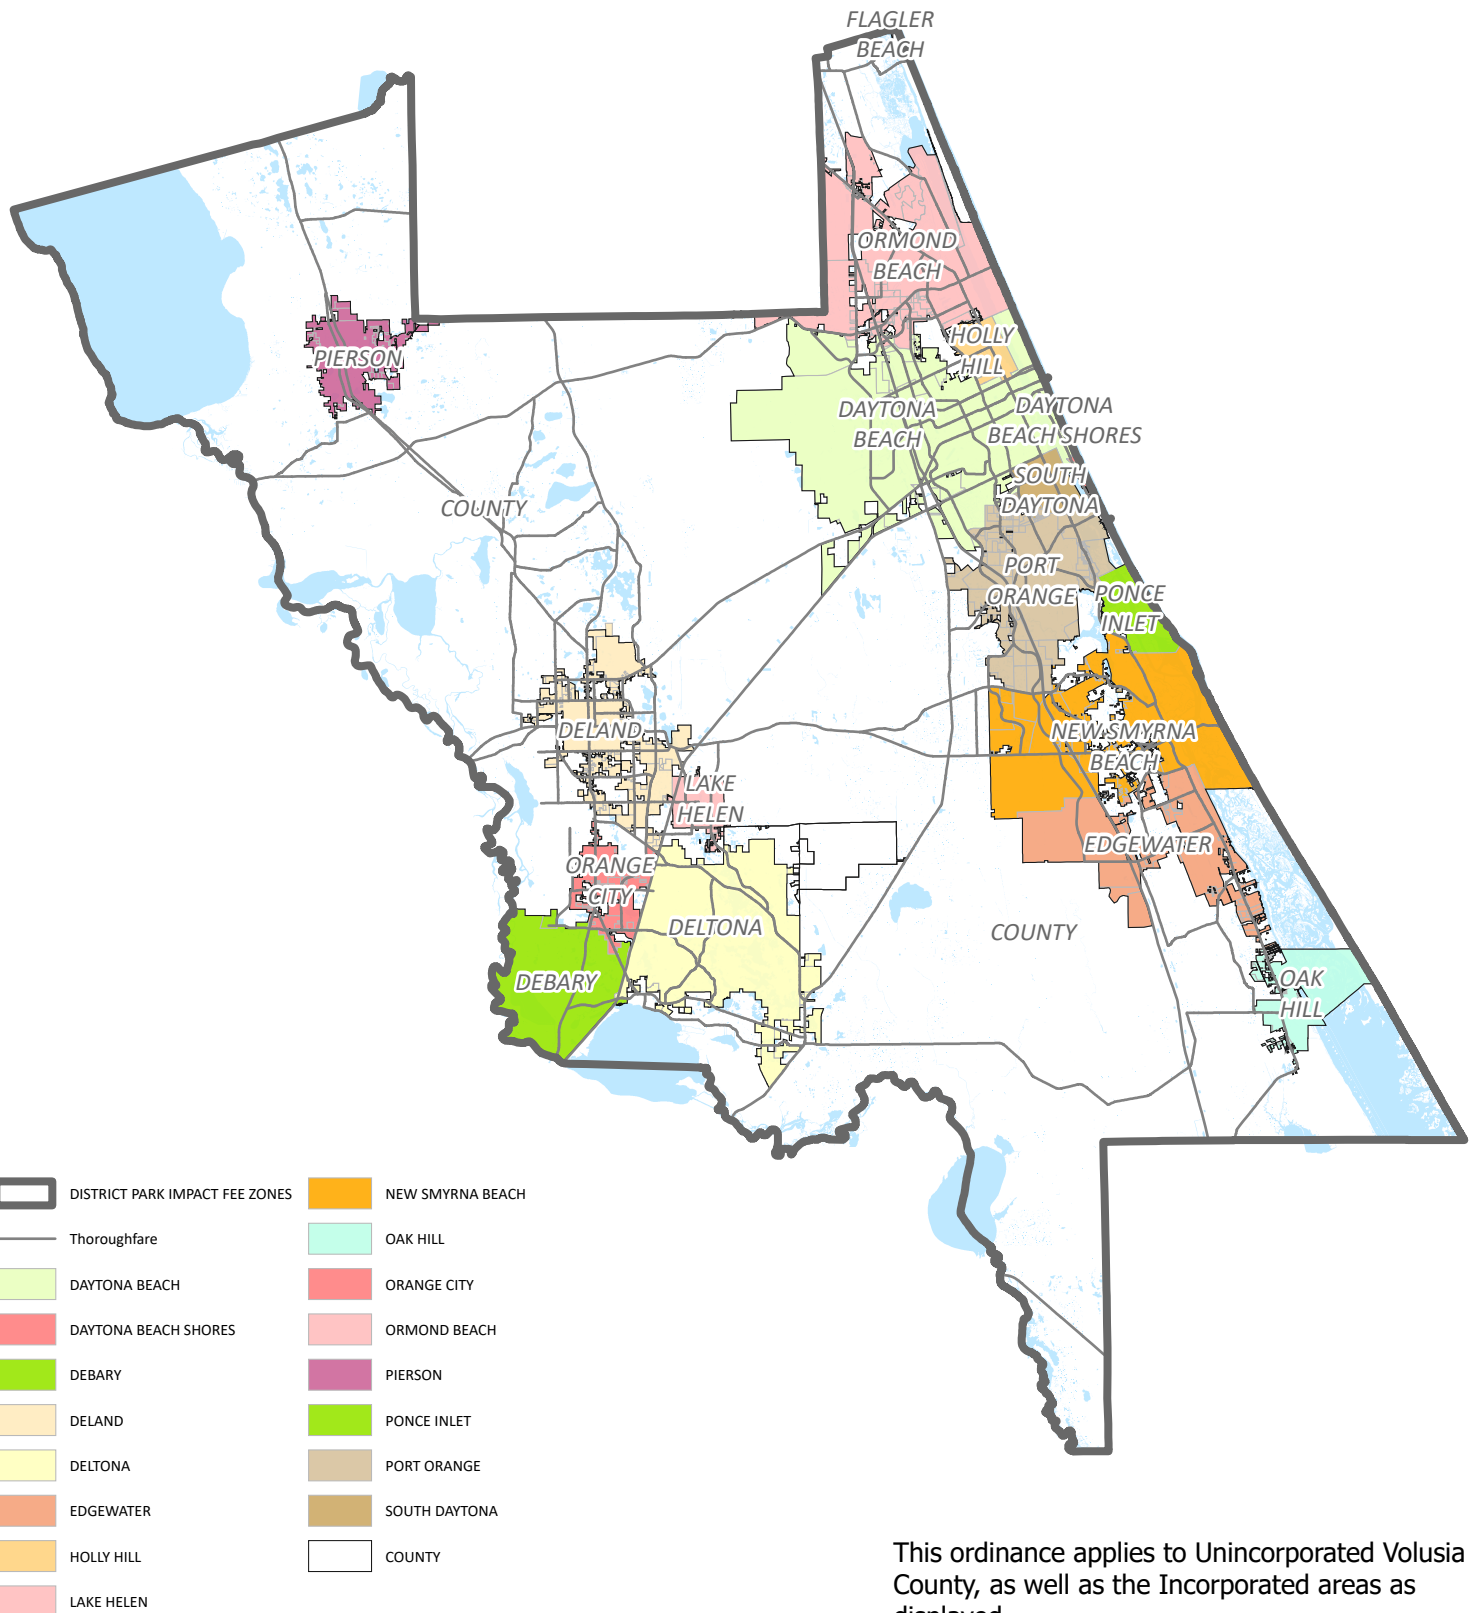 FLAGLER
BEACH
ORMOND
BEACH
HOLLY
HILL
PIERSON
DAYTONA
BEACH
DAYTONA
BEACH SHORES
SOUTH
DAYTONA
COUNTY
PORT
ORANGE
PONCE
INLET
DELAND
NEW SMYRNA
BEACH
LAKE
HELEN
EDGEWATER
ORANGE
CITY
DELTONA
COUNTY
DEBARY
OAK
HILL
DISTRICT PARK IMPACT FEE ZONES
Thoroughfare
DAYTONA BEACH
DAYTONA BEACH SHORES
DEBARY
DELAND
DELTONA
EDGEWATER
HOLLY HILL
LAKE HELEN
NEW SMYRNA BEACH
OAK HILL
ORANGE CITY
ORMOND BEACH
PIERSON
PONCE INLET
PORT ORANGE
SOUTH DAYTONA
COUNTY
This ordinance applies to Unincorporated Volusia
County, as well as the Incorporated areas as
displayed